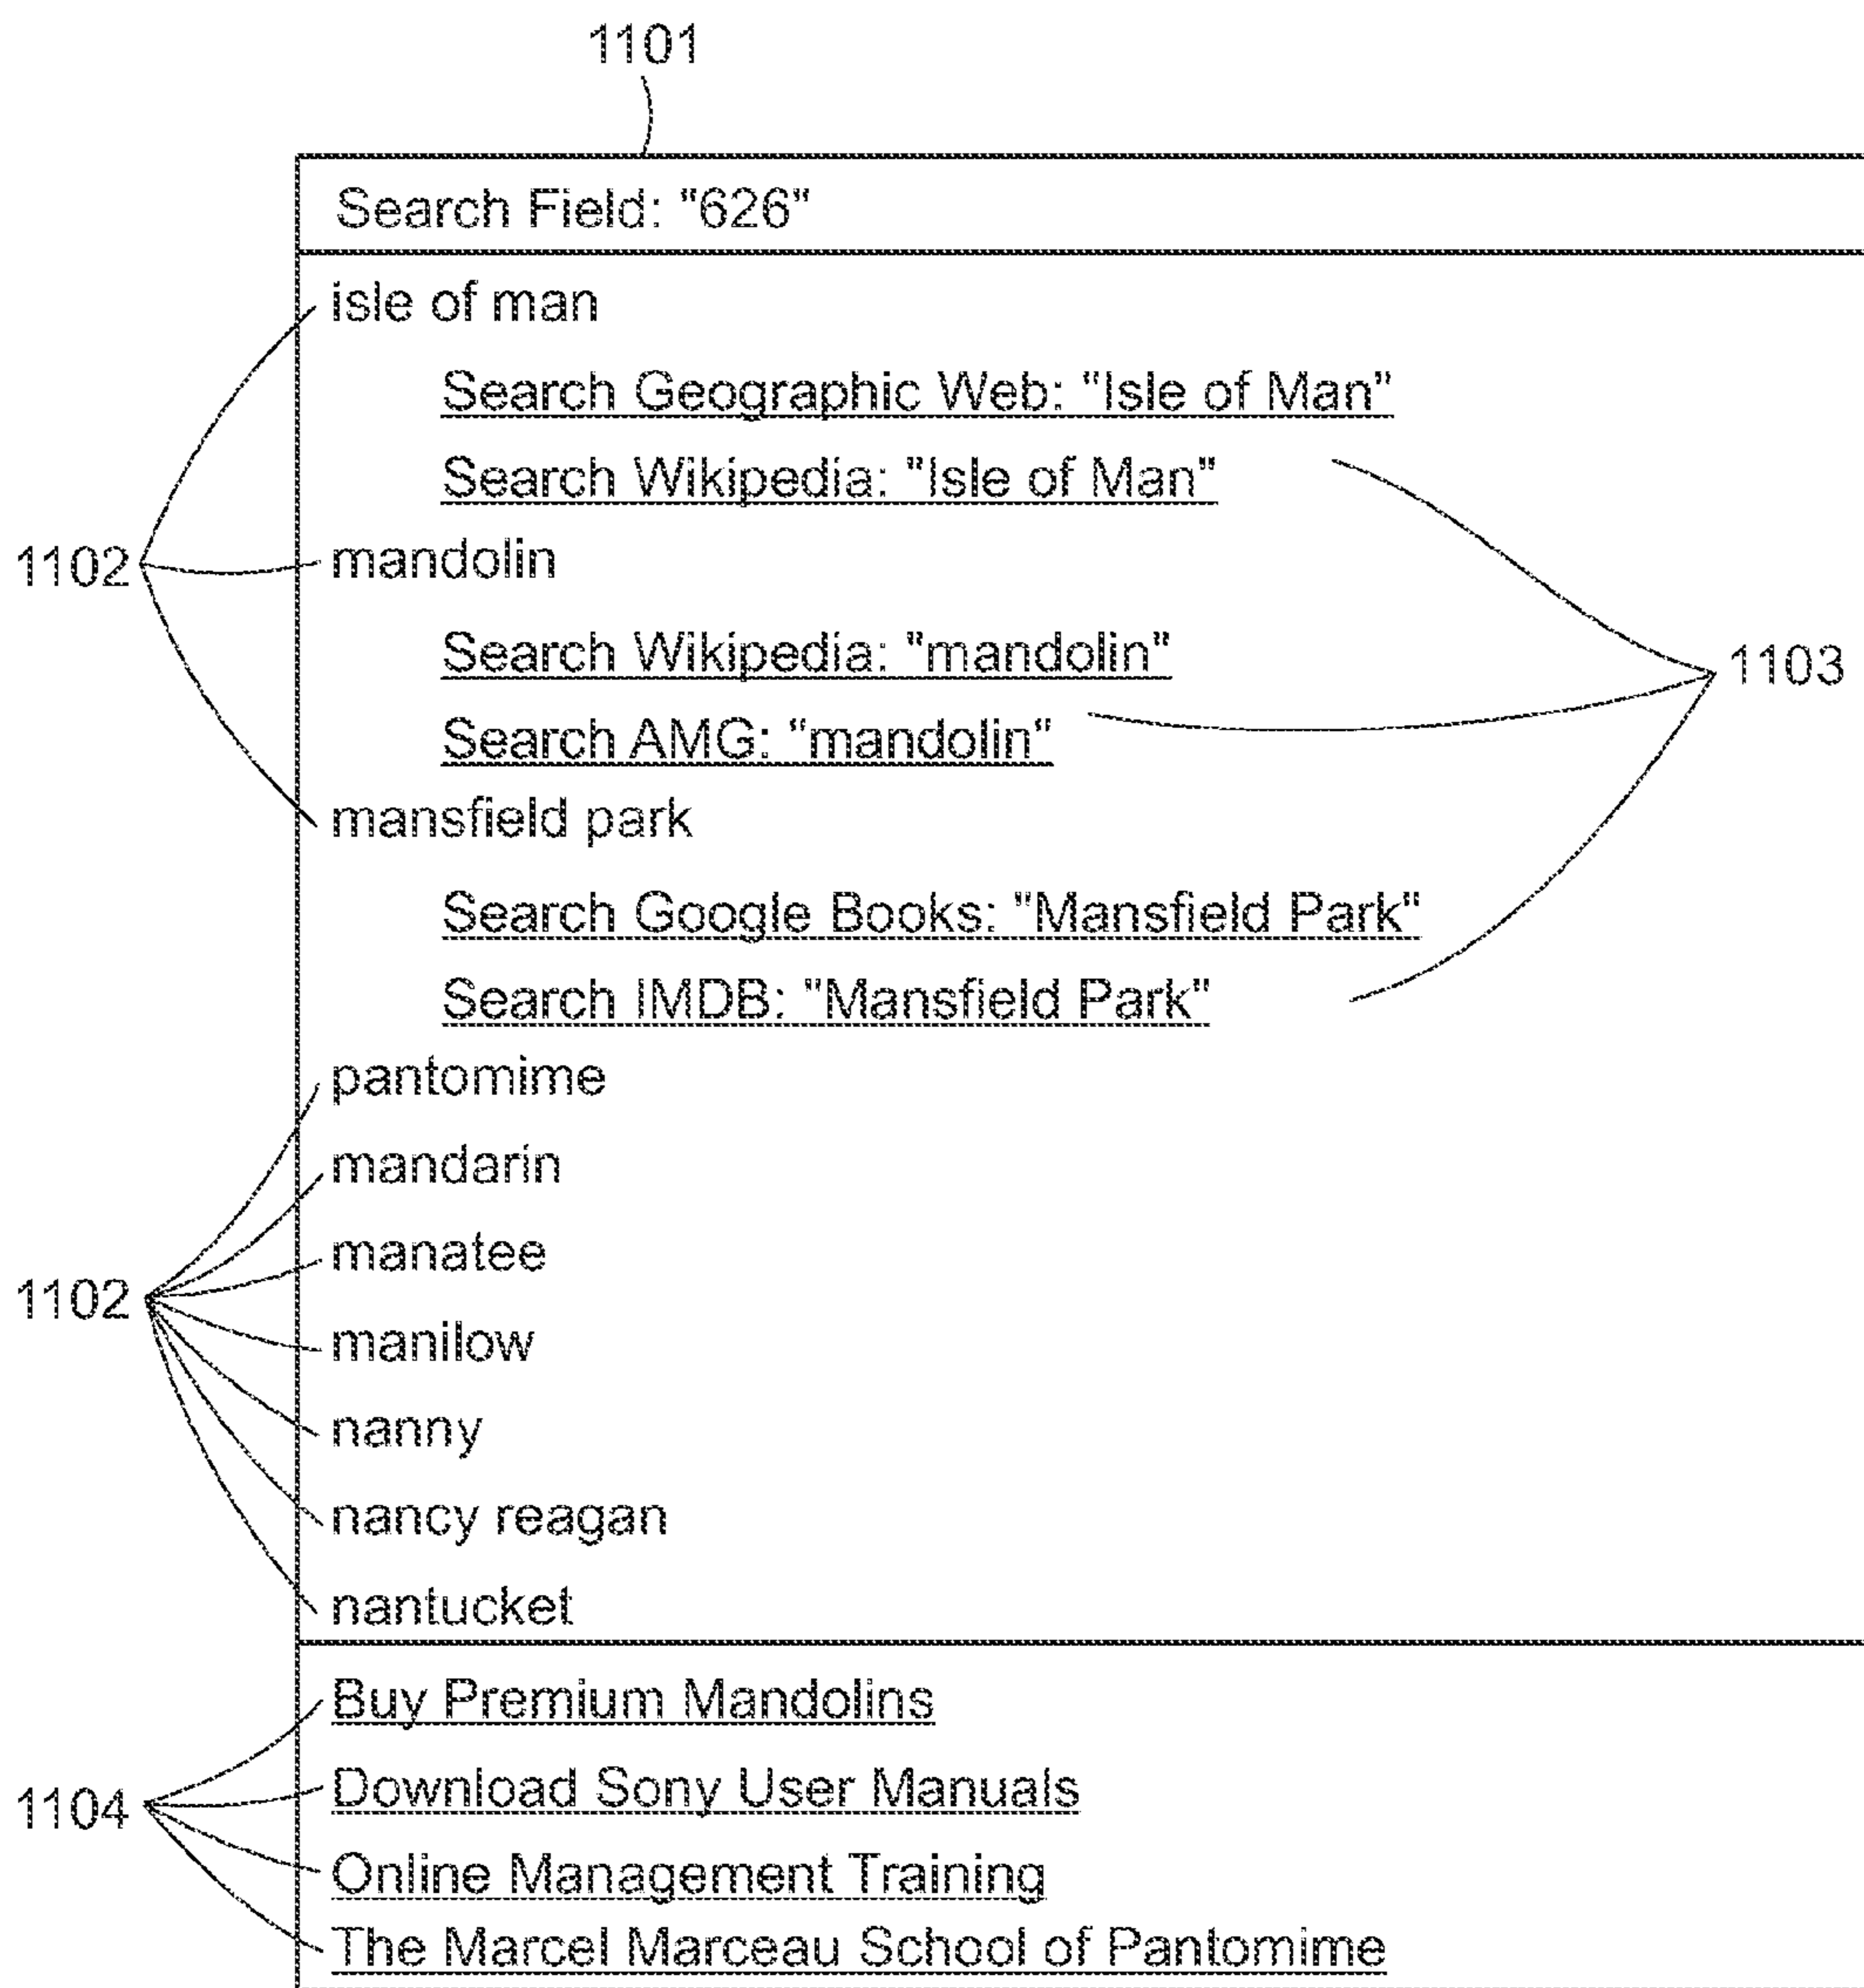 1101
Search Field: "626"
isle of man
Search Geographic Web: "Isle of Man"
Search Wikipedia: "Isle of Man"
1102
mandolin
Search Wikipedia: "mandolin"
1103
Search AMG: "mandolin"
mansfield park
Search Google Books: "Mansfield Park"
Search IMDB: "Mansfield Park"
pantomime
mandarin
manatee
1102
manilow
nanny
nancy reagan
nantucket
Buy Premium Mandolins
Download Sony User Manuals
1104
Online Management Training
The Marcel Marceau School of Pantomime